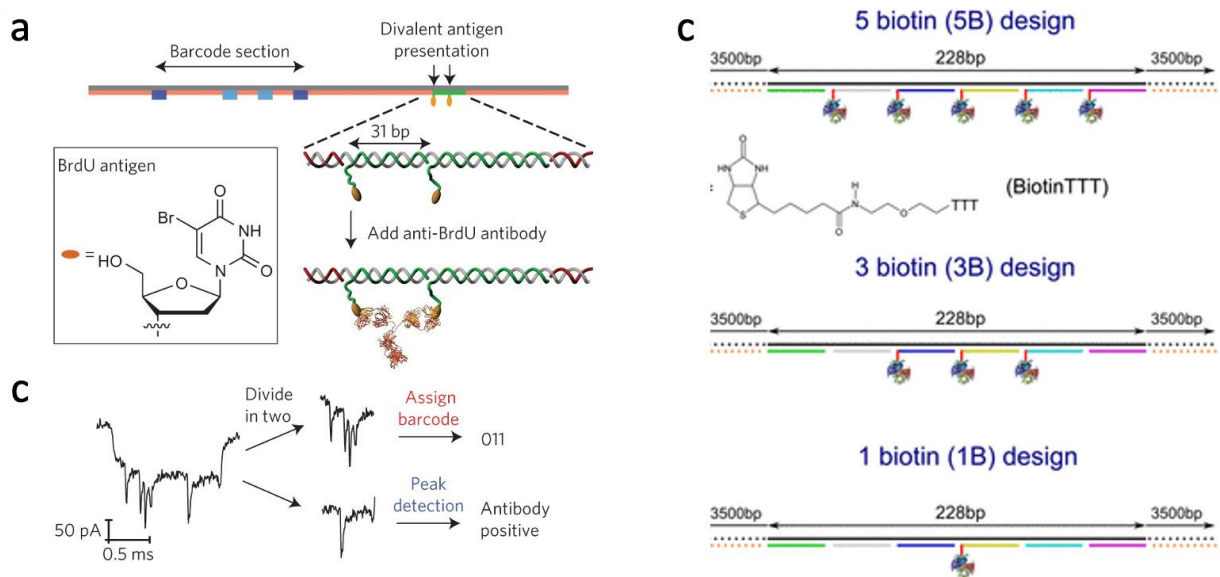 a
Barcode section
Divalent antigen
presentation
31 bp
BrdU antigen
O
Br
NH
N
O
HO
O
=
Add anti-BrdU antibody
c
Divide
in two
Assign
barcode
011
Peak
detection
Antibody
positive
50 pA
0.5 ms
c
5 biotin (5B) design
3500bp
228bp
3500bp
O
HN
NH
=
S
O
H
N
O
TTT
(BiotinTTT)
3 biotin (3B) design
3500bp
228bp
3500bp
1 biotin (1B) design
3500bp
228bp
3500bp